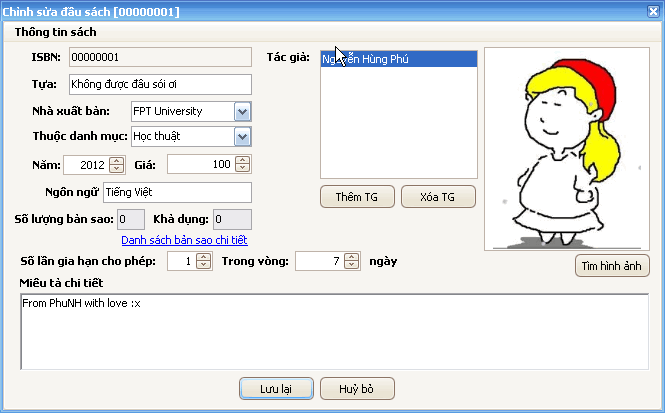 Chỉnh sửa đầu sách [00000001]
Thông tin sách
ISBN: 00000001
Tác giả: Nguyễn Hùng Phú
Tựa: Không được đâu sói ơi
Nhà xuất bản: FPT University
Thuộc danh mục: Học thuật
Năm: 2012 Giá: 100
Ngôn ngữ Tiếng Việt
Thêm TG Xóa TG
Số lượng bản sao: 0 Khả dụng: 0
Danh sách bản sao chi tiết
Số lần gia hạn cho phép: 1 Trong vòng: 7 ngày
Tìm hình ảnh
Miêu tả chi tiết
From PhuNH with love :x
Lưu lại Huỷ bỏ